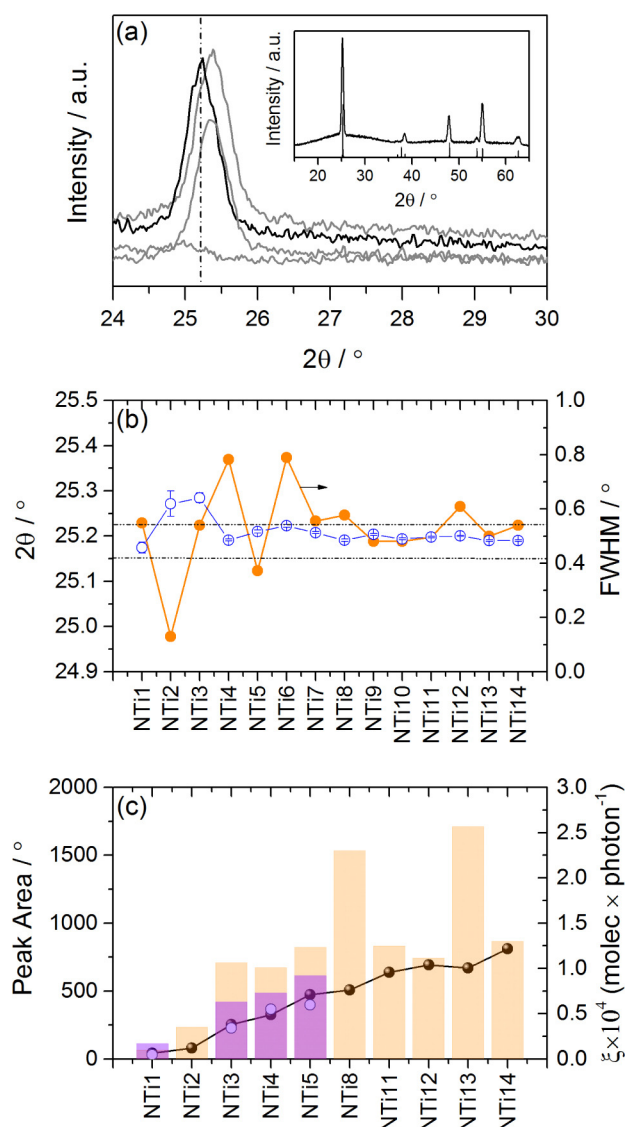 (a)
Intensity / a.u.
Intensity / a.u.
20 30 40 50 60
2θ / °
24 25 26 27 28 29 30
2θ / °
(b)
25.5
25.4
25.3
25.2
25.1
25.0
24.9
2θ / °
1.0
0.8
0.6
0.4
0.2
0.0
FWHM / °
NTi1 NTi2 NTi3 NTi4 NTi5 NTi6 NTi7 NTi8 NTi9 NTi10 NTi11 NTi12 NTi13 NTi14
(c)
2000
1500
1000
500
0
Peak Area / °
3.0
2.5
2.0
1.5
1.0
0.5
0.0
ξ×10⁴ (molec × photon⁻¹)
NTi1 NTi2 NTi3 NTi4 NTi5 NTi8 NTi11 NTi12 NTi13 NTi14